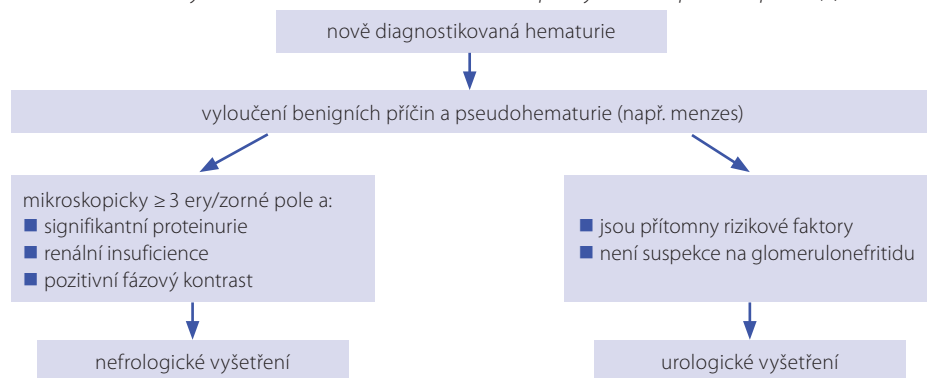 nově diagnostikovaná hematurie
vyloučení benigních příčin a pseudohematurie (např. menzes)
mikroskopicky ≥ 3 ery/zorné pole a:
■ signifikantní proteinurie
■ renální insuficience
■ pozitivní fázový kontrast
■ jsou přítomny rizikové faktory
■ není suspekce na glomerulonefritidu
nefrologické vyšetření
urologické vyšetření